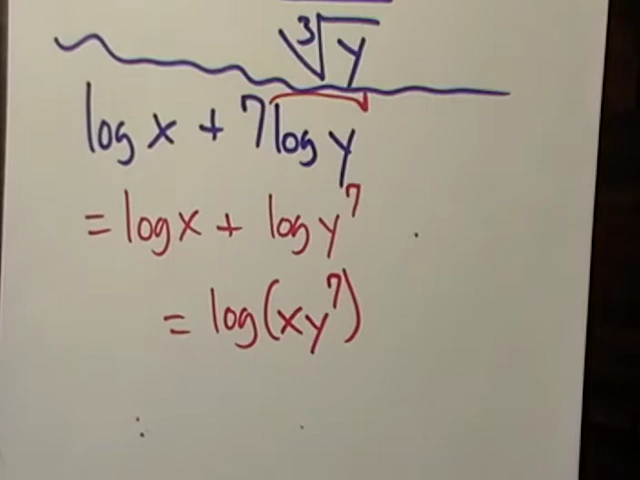 ∛y
log x + 7 log y
= log x + log y⁷
= log(xy⁷)